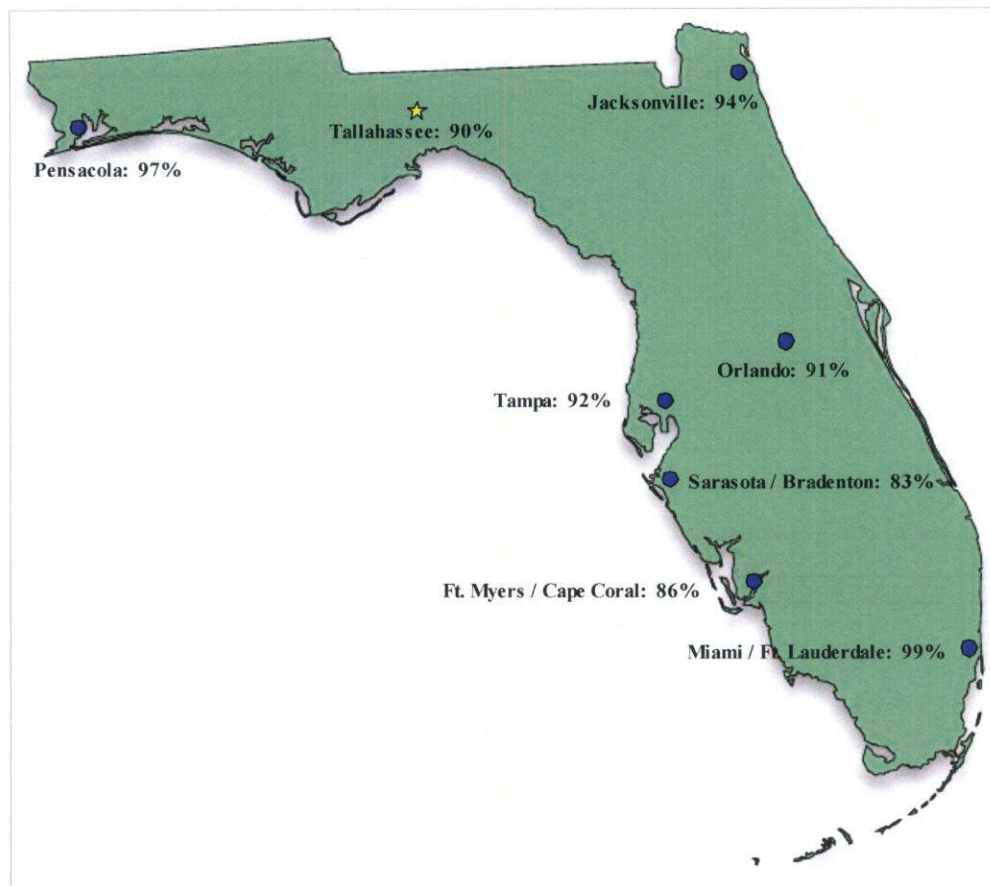 Jacksonville: 94%
Tallahassee: 90%
Pensacola: 97%
Orlando: 91%
Tampa: 92%
Sarasota / Bradenton: 83%
Ft. Myers / Cape Coral: 86%
Miami / Ft. Lauderdale: 99%